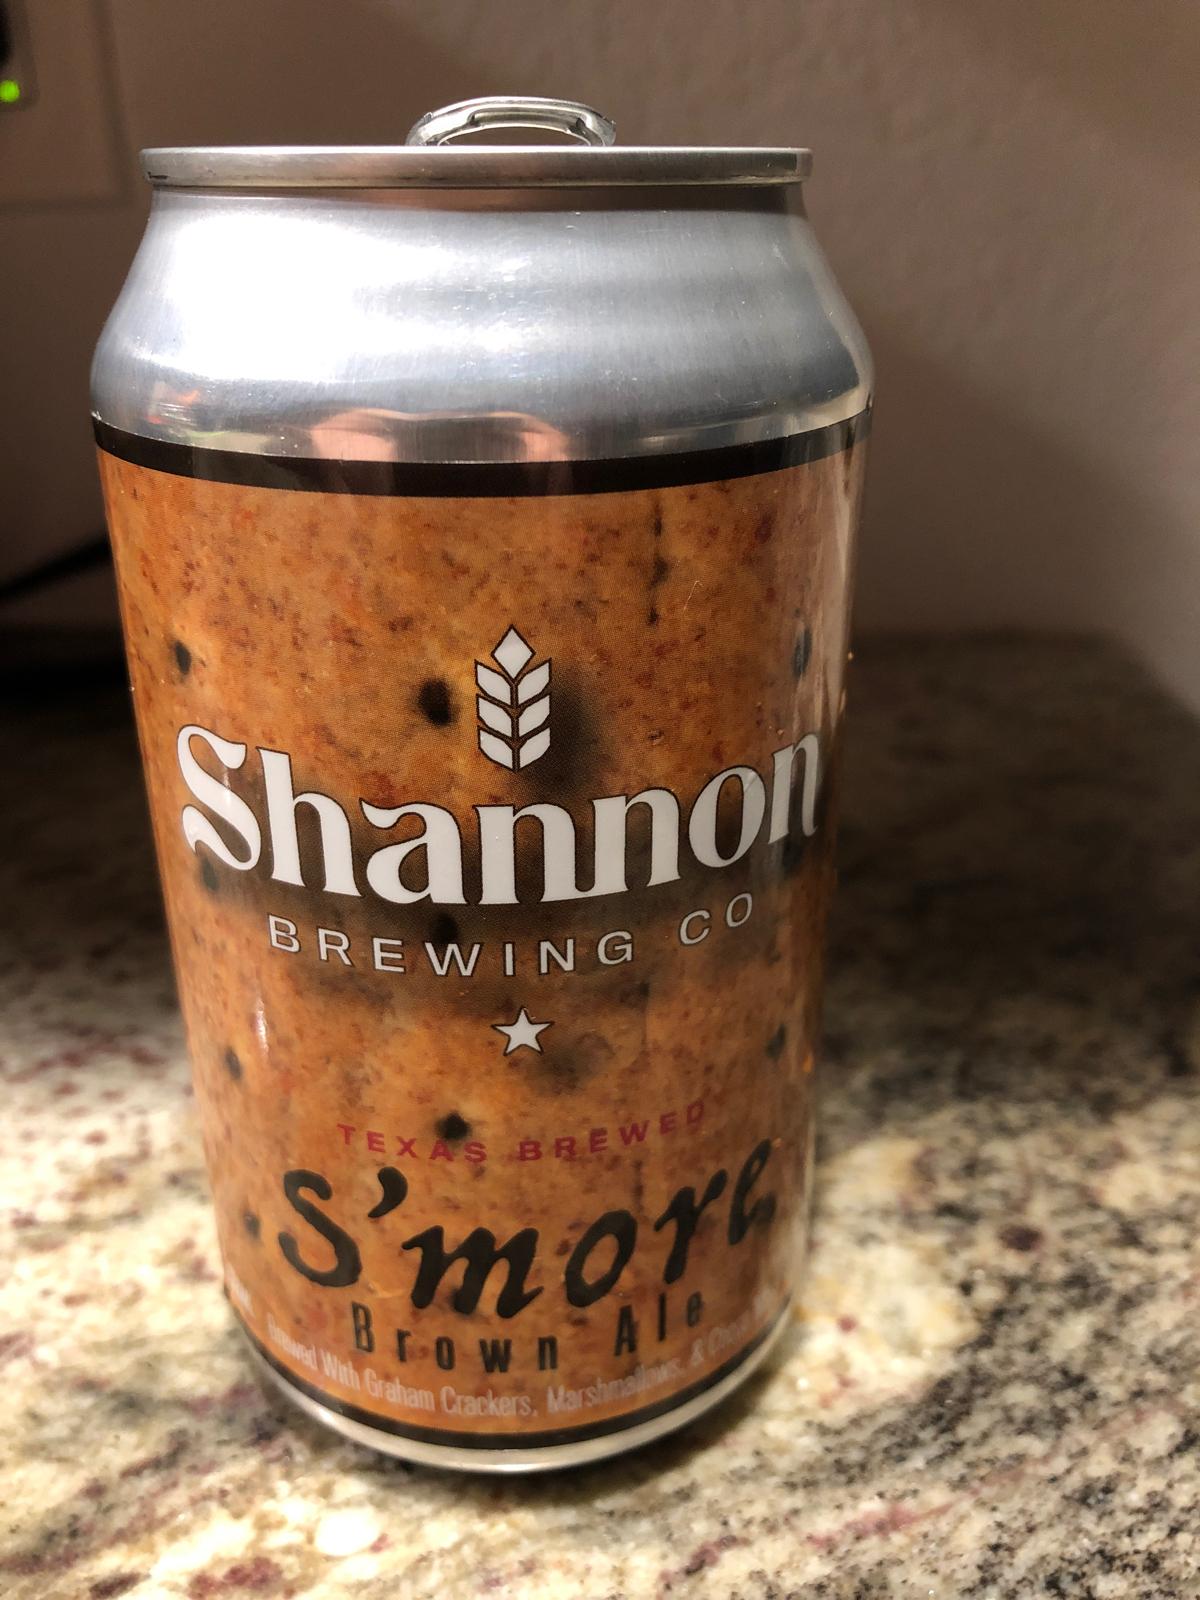 Shannon
BREWING CO
TEXAS BREWED
S'more
Brown Ale
Brewed With Graham Crackers, Marshmallows, &